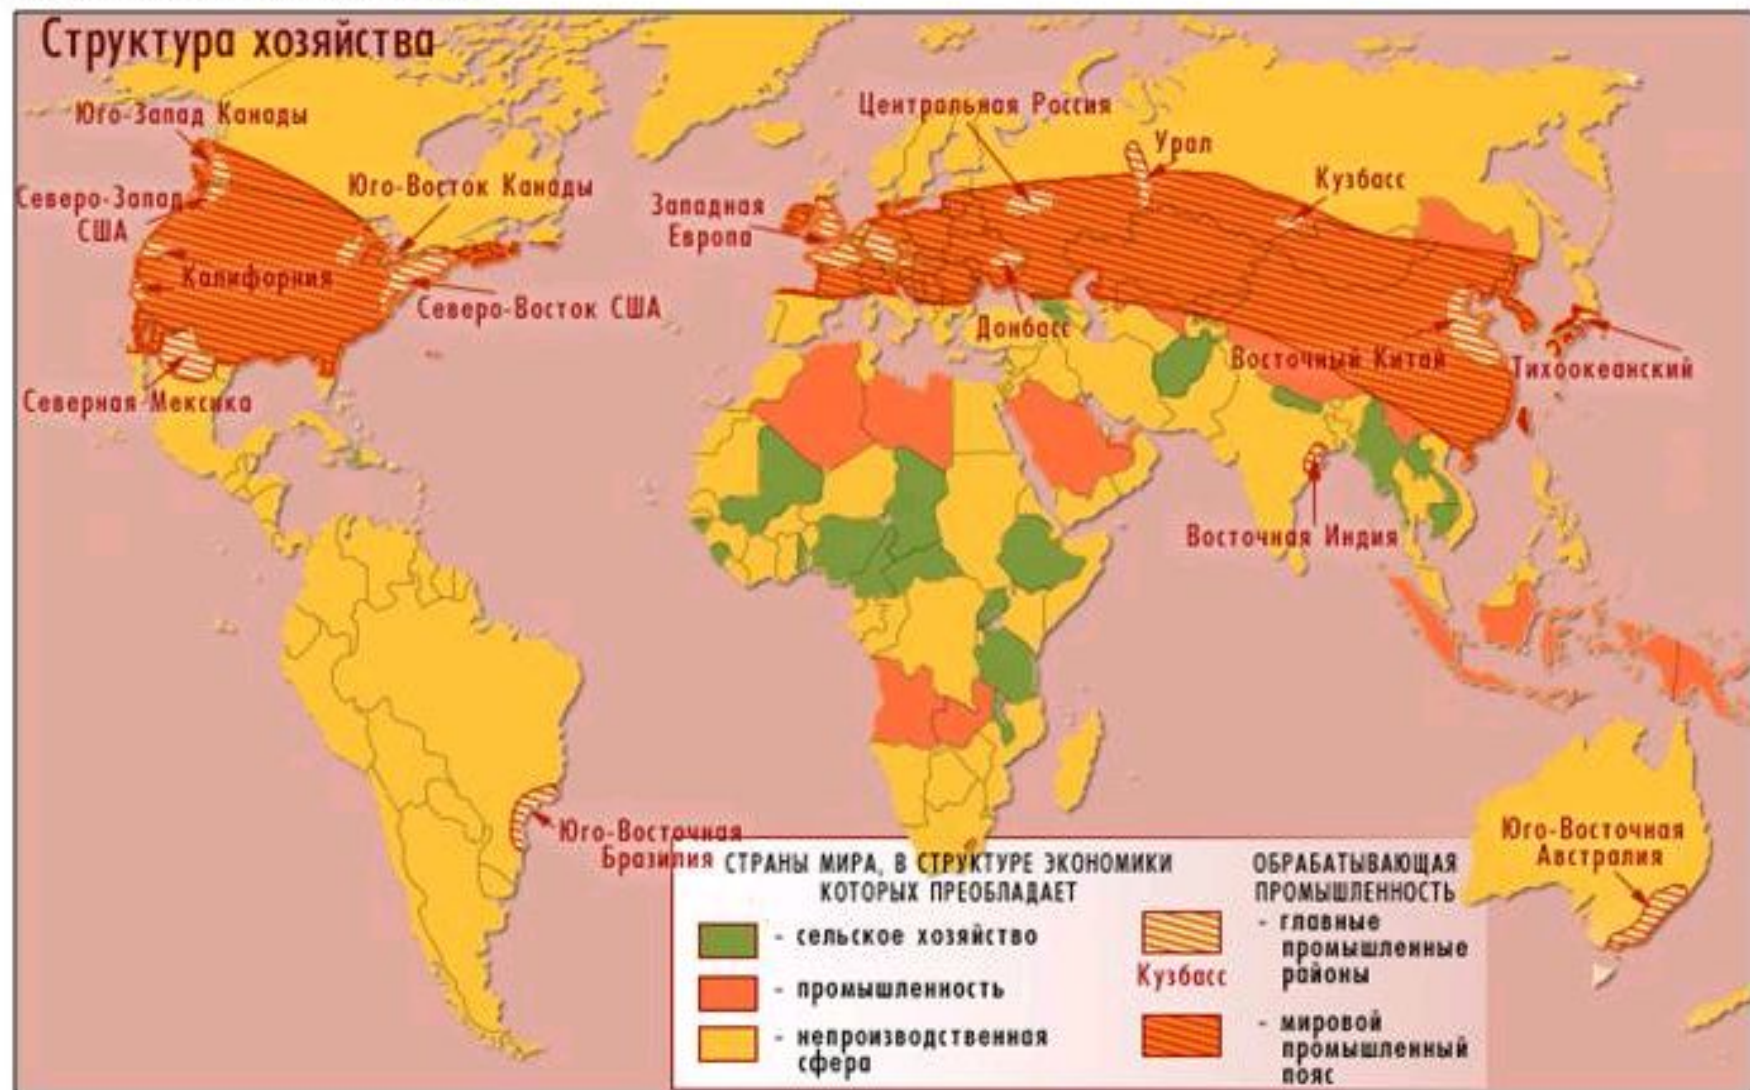 Структура хозяйства
Юго-Запад Канады
Северо-Запад
США
Юго-Восток Канады
Калифорния
Северо-Восток США
Северная Мексика
Центральная Россия
Урал
Кузбасс
Западная
Европа
Донбасс
Восточный Китай
Тихоокеанский
Восточная Индия
Юго-Восточная
Бразилия
Юго-Восточная
Австралия
СТРАНЫ МИРА, В СТРУКТУРЕ ЭКОНОМИКИ
КОТОРЫХ ПРЕОБЛАДАЕТ
- сельское хозяйство
- промышленность
- непроизводственная
сфера
ОБРАБАТЫВАЮЩАЯ
ПРОМЫШЛЕННОСТЬ
- главные
промышленные
районы
Кузбасс
- мировой
промышленный
пояс